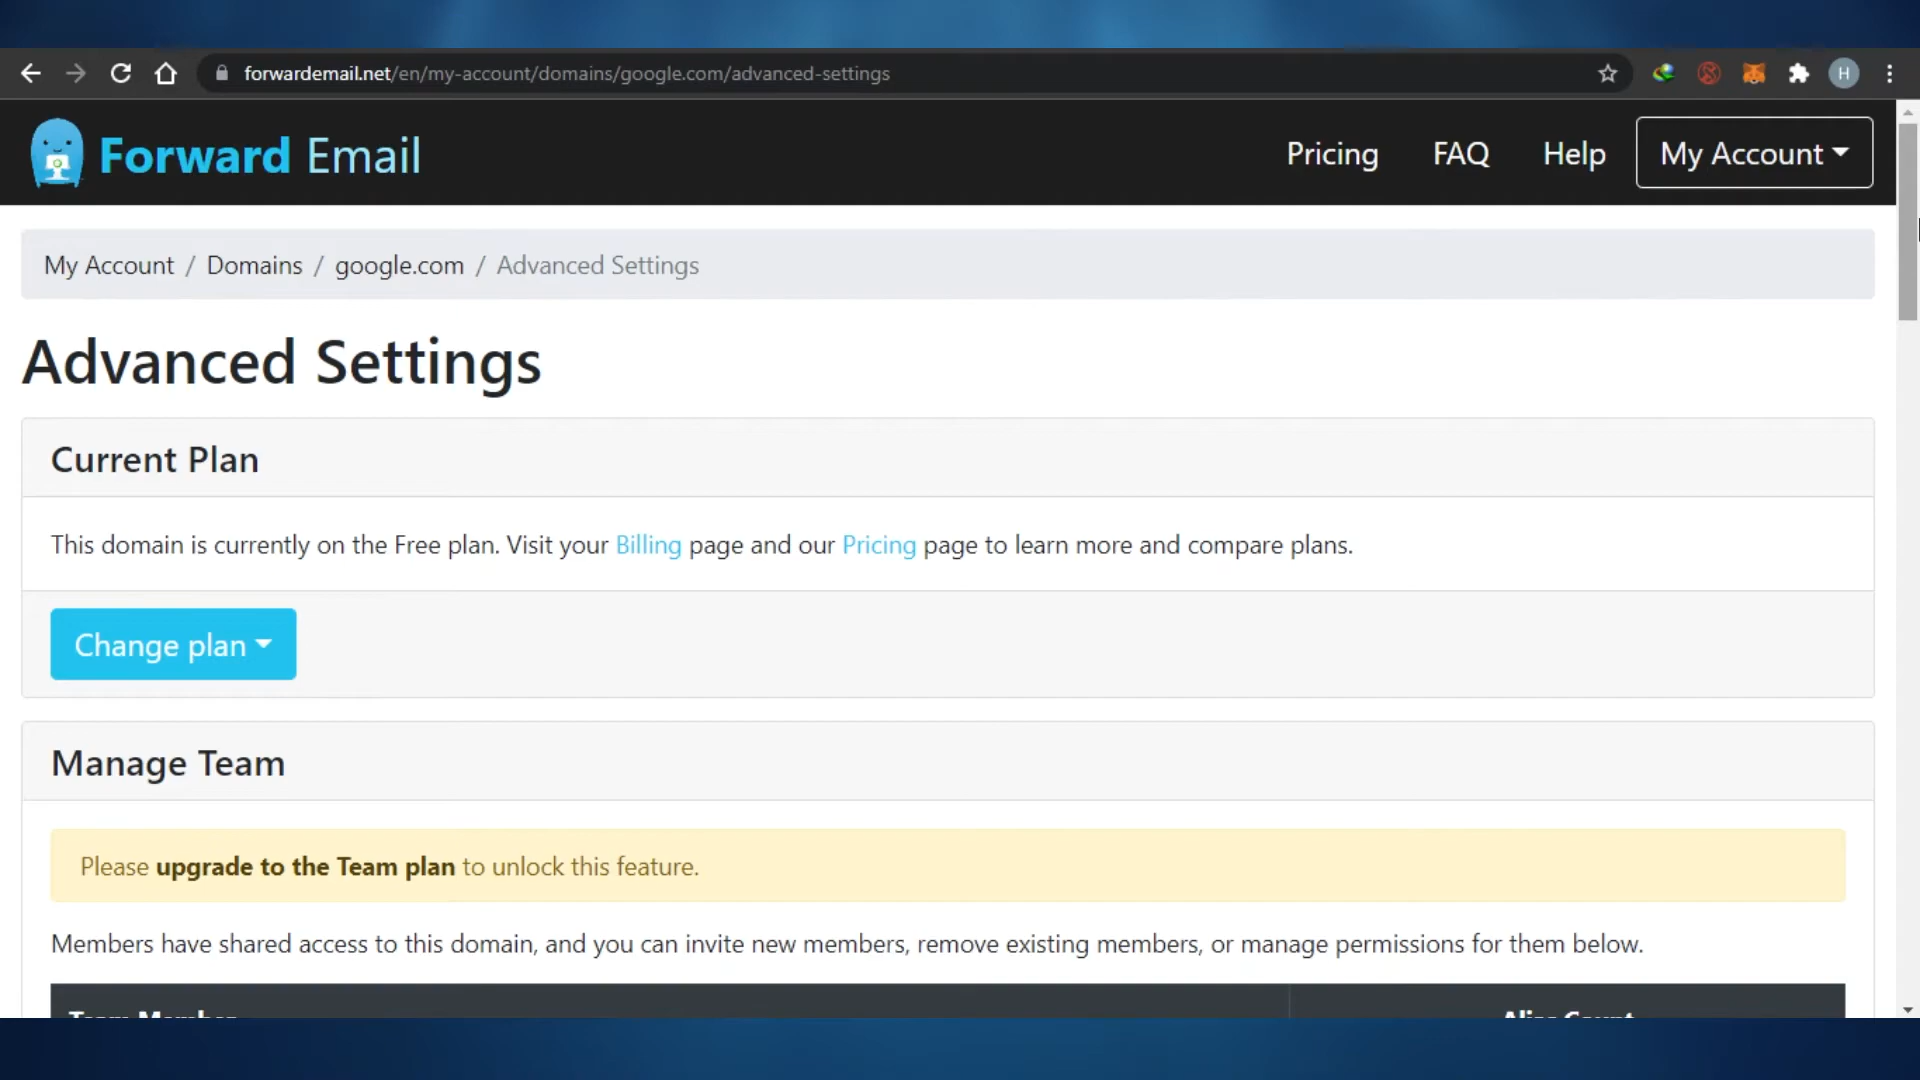 forwardemail.net/en/my-account/domains/google.com/advanced-settings
H
Forward Email
Pricing
FAQ
Help
My Account
My Account / Domains / google.com / Advanced Settings
Advanced Settings
Current Plan
This domain is currently on the Free plan. Visit your Billing page and our Pricing page to learn more and compare plans.
Change plan
Manage Team
Please upgrade to the Team plan to unlock this feature.
Members have shared access to this domain, and you can invite new members, remove existing members, or manage permissions for them below.
Team Member
Alias Count